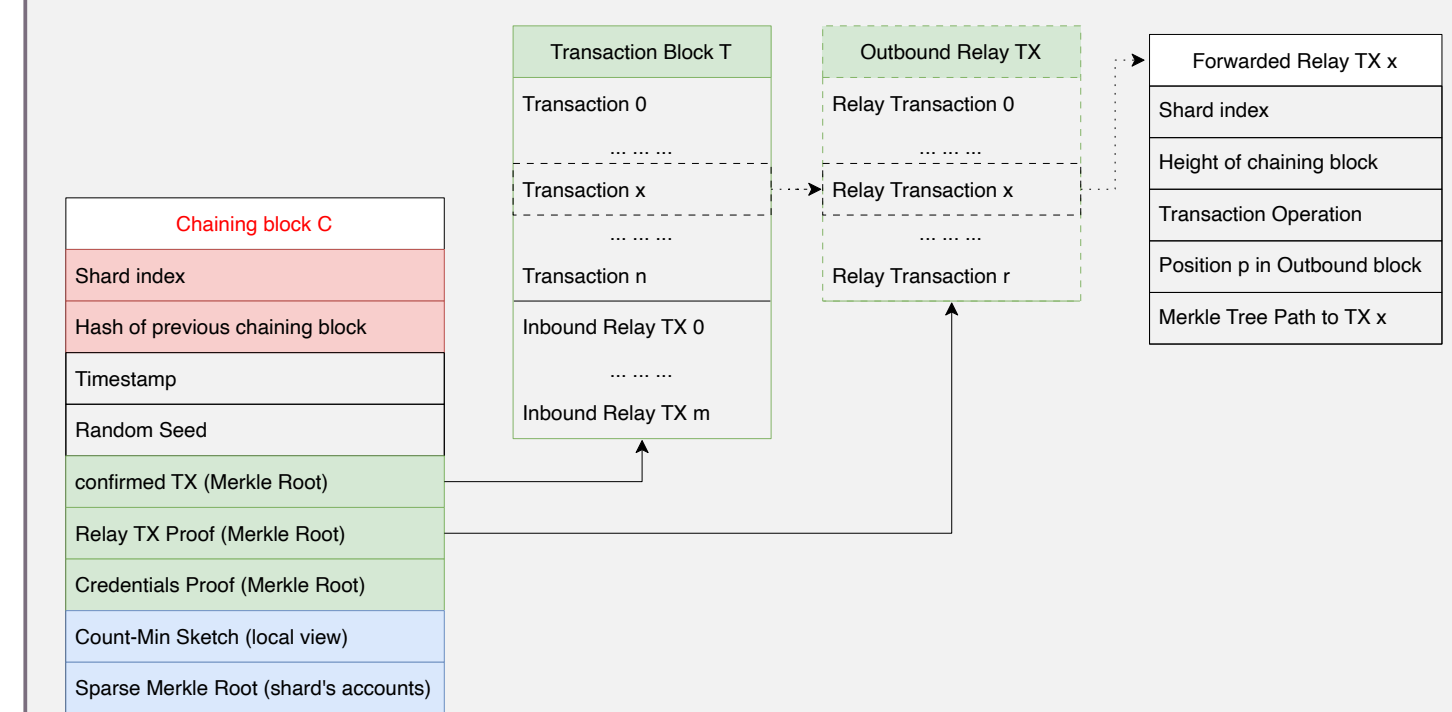 Transaction Block T
Transaction 0
... ... ...
Transaction x
... ... ...
Transaction n
Inbound Relay TX 0
... ... ...
Inbound Relay TX m
Outbound Relay TX
Relay Transaction 0
... ... ...
Relay Transaction x
... ... ...
Relay Transaction r
Forwarded Relay TX x
Shard index
Height of chaining block
Transaction Operation
Position p in Outbound block
Merkle Tree Path to TX x
Chaining block C
Shard index
Hash of previous chaining block
Timestamp
Random Seed
confirmed TX (Merkle Root)
Relay TX Proof (Merkle Root)
Credentials Proof (Merkle Root)
Count-Min Sketch (local view)
Sparse Merkle Root (shard's accounts)